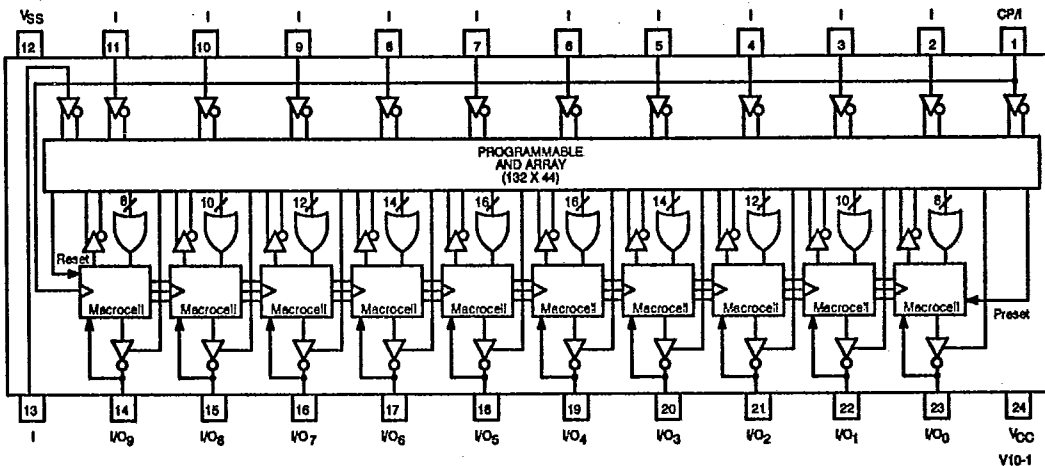 VSS I I I I I I I I I I CP/I
12 11 10 9 8 7 6 5 4 3 2 1
PROGRAMMABLE
AND ARRAY
(132 X 44)
8 10 12 14 16 16 14 12 10 8
Reset
Macrocell Macrocell Macrocell Macrocell Macrocell Macrocell Macrocell Macrocell Macrocell Macrocell
Preset
13 14 15 16 17 18 19 20 21 22 23 24
I I/O9 I/O8 I/O7 I/O6 I/O5 I/O4 I/O3 I/O2 I/O1 I/O0 VCC
V10-1